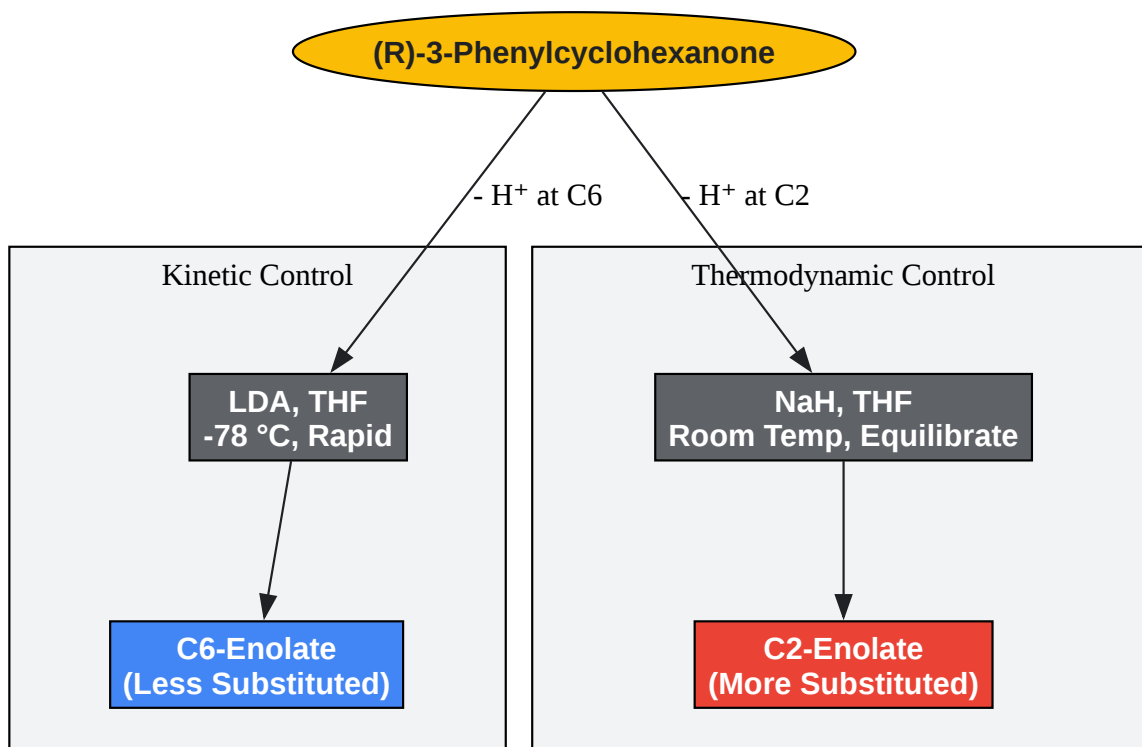 (R)-3-Phenylcyclohexanone
- H⁺ at C6
- H⁺ at C2
Kinetic Control
Thermodynamic Control
LDA, THF
-78 °C, Rapid
NaH, THF
Room Temp, Equilibrate
C6-Enolate
(Less Substituted)
C2-Enolate
(More Substituted)